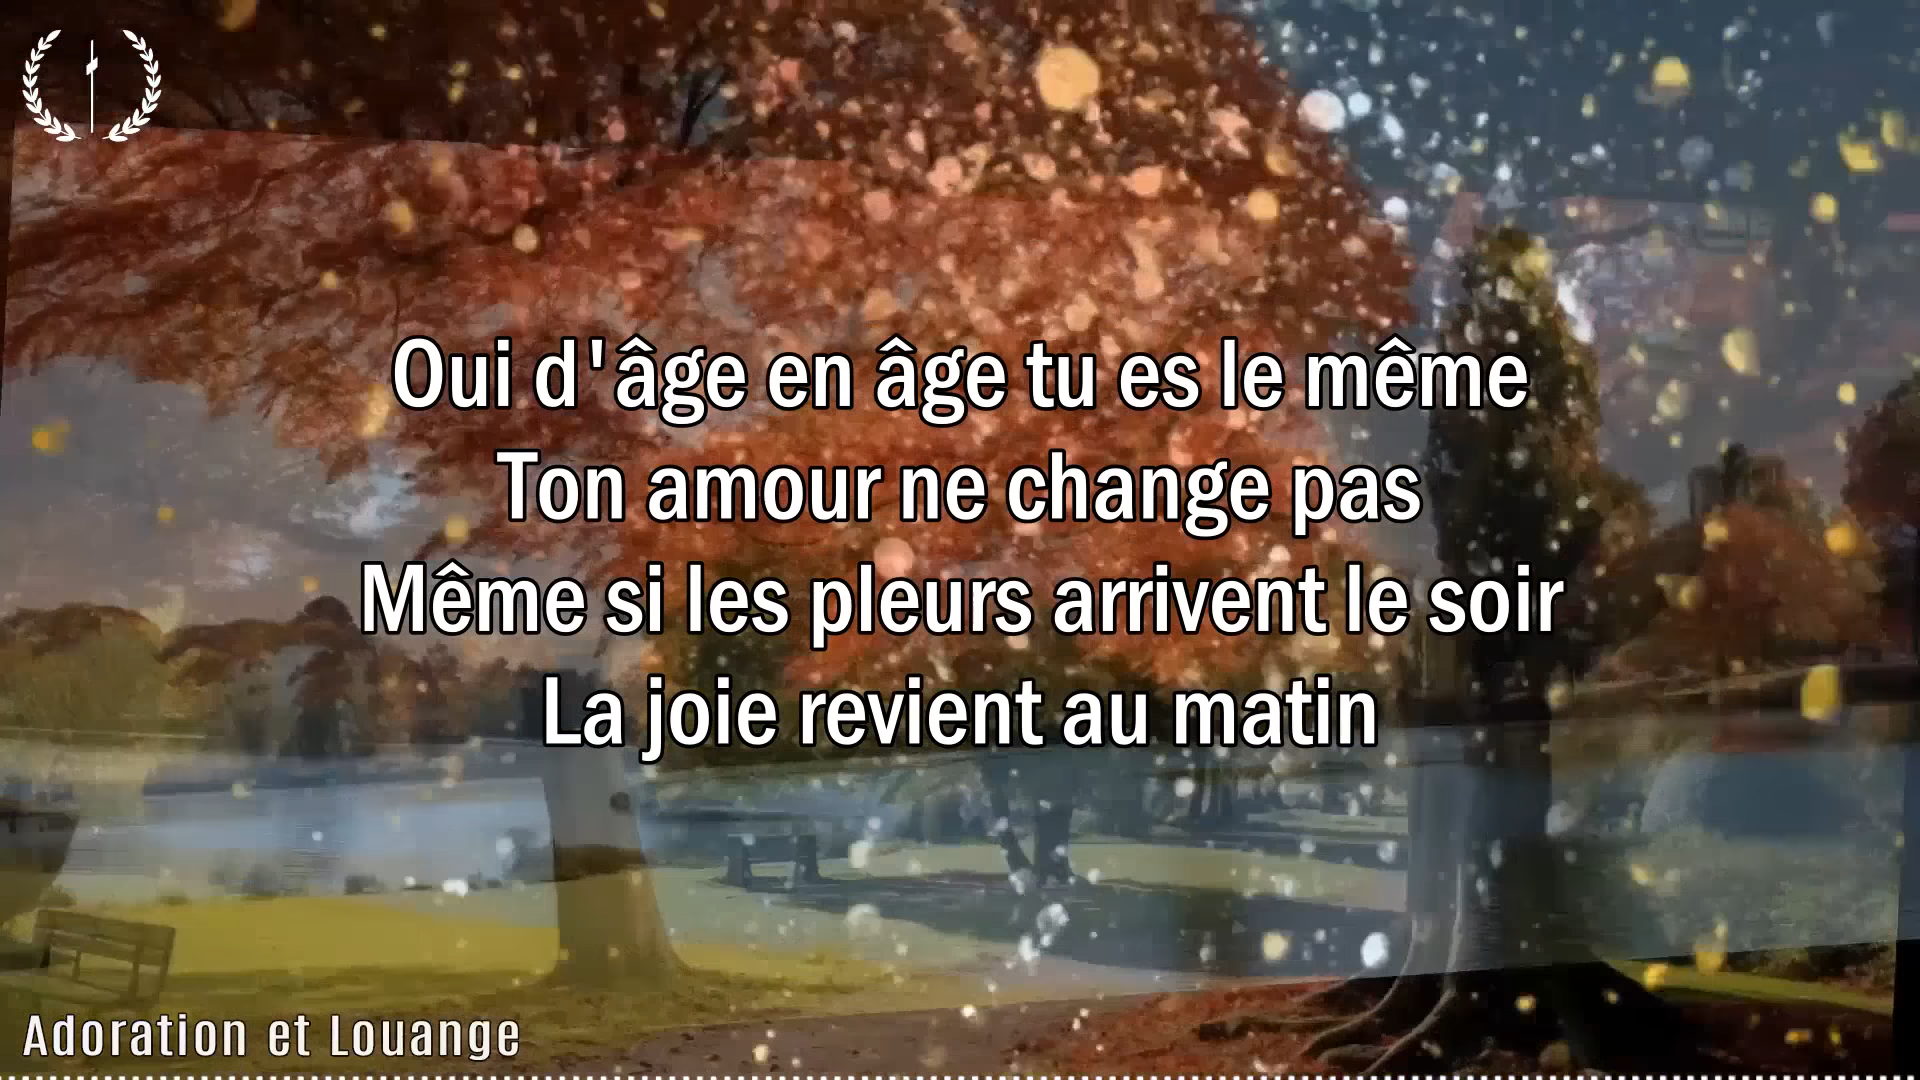 Oui d'âge en âge tu es le même
Ton amour ne change pas
Même si les pleurs arrivent le soir
La joie revient au matin
Adoration et Louange